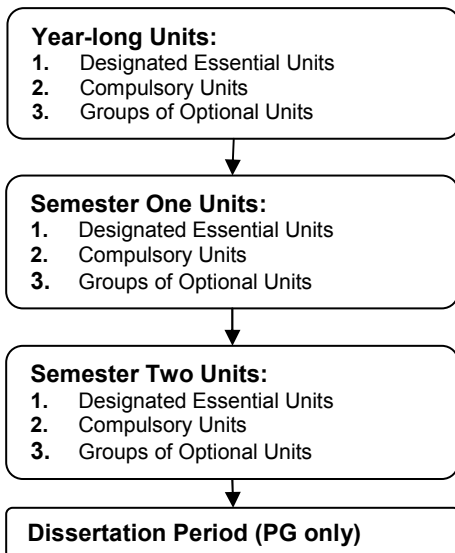 Year-long Units:
1. Designated Essential Units
2. Compulsory Units
3. Groups of Optional Units
Semester One Units:
1. Designated Essential Units
2. Compulsory Units
3. Groups of Optional Units
Semester Two Units:
1. Designated Essential Units
2. Compulsory Units
3. Groups of Optional Units
Dissertation Period (PG only)